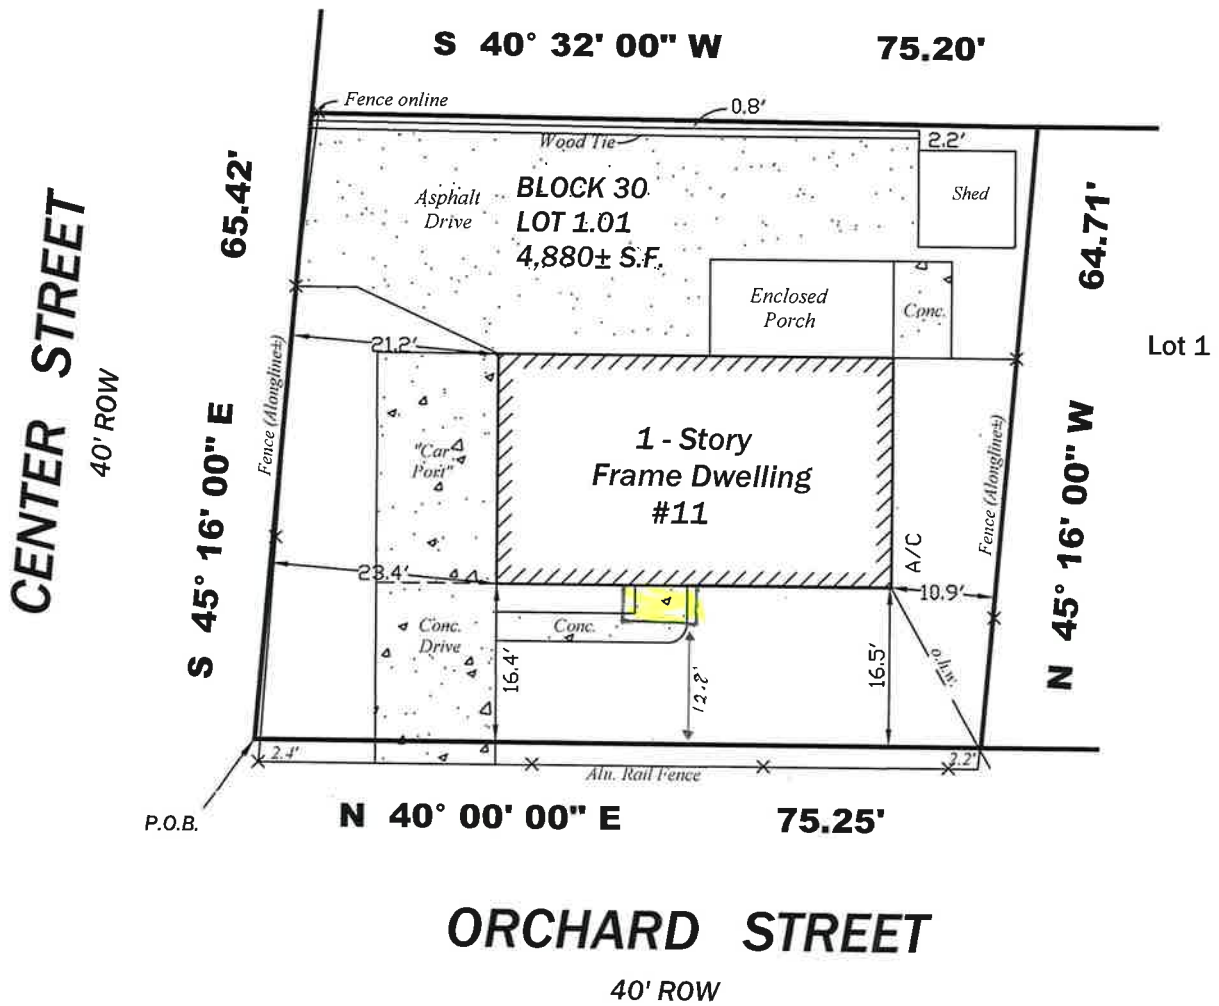 S 40° 32' 00" W 75.20'
Fence online
0.8'
Wood Tie
2.2'
65.42'
Asphalt
Drive
BLOCK 30
LOT 1.01
4,880± S.F.
Shed
64.71'
CENTER STREET
40' ROW
Enclosed
Porch
Conc.
Lot 1
21.2'
Fence (Alongline±)
"Car
Port"
1 - Story
Frame Dwelling
#11
Fence (Alongline±)
S 45° 16' 00" E
N 45° 16' 00" W
A/C
23.4'
10.9'
Conc.
Drive
Conc.
16.4'
12.8'
16.5'
o.h.w.
2.4'
2.2'
Alu. Rail Fence
P.O.B.
N 40° 00' 00" E 75.25'
ORCHARD STREET
40' ROW